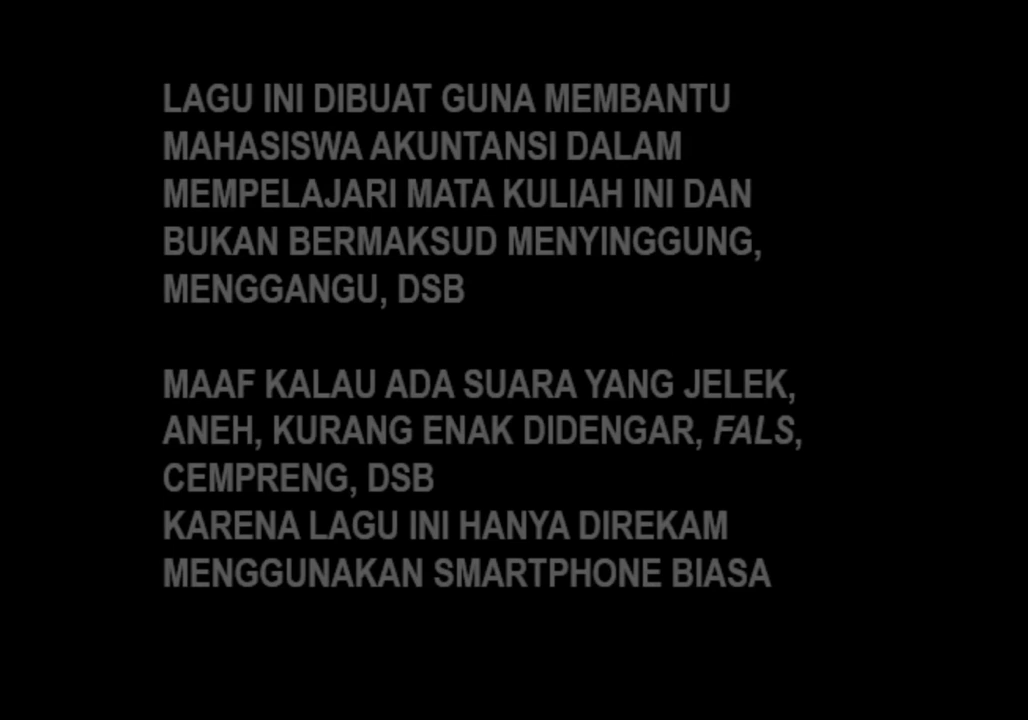 LAGU INI DIBUAT GUNA MEMBANTU
MAHASISWA AKUNTANSI DALAM
MEMPELAJARI MATA KULIAH INI DAN
BUKAN BERMAKSUD MENYINGGUNG,
MENGGANGU, DSB
MAAF KALAU ADA SUARA YANG JELEK,
ANEH, KURANG ENAK DIDENGAR, FALS,
CEMPRENG, DSB
KARENA LAGU INI HANYA DIREKAM
MENGGUNAKAN SMARTPHONE BIASA